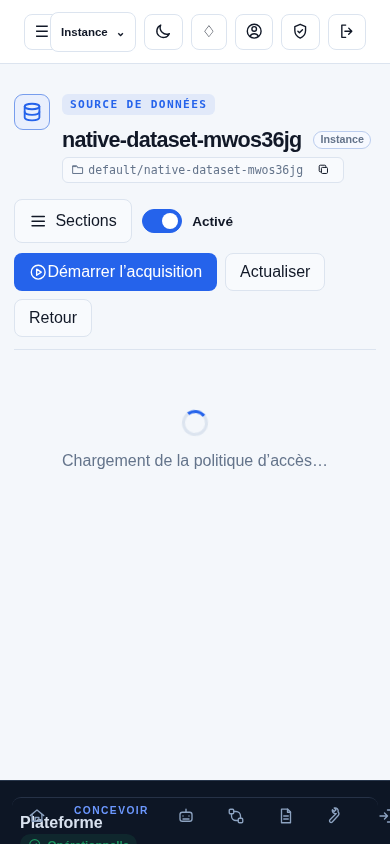 Instance
SOURCE DE DONNÉES
native-dataset-mwos36jg Instance
default/native-dataset-mwos36jg
Sections Activé
Démarrer l’acquisition Actualiser
Retour
Chargement de la politique d’accès…
CONCEVOIR
Plateforme
Opérationnelle